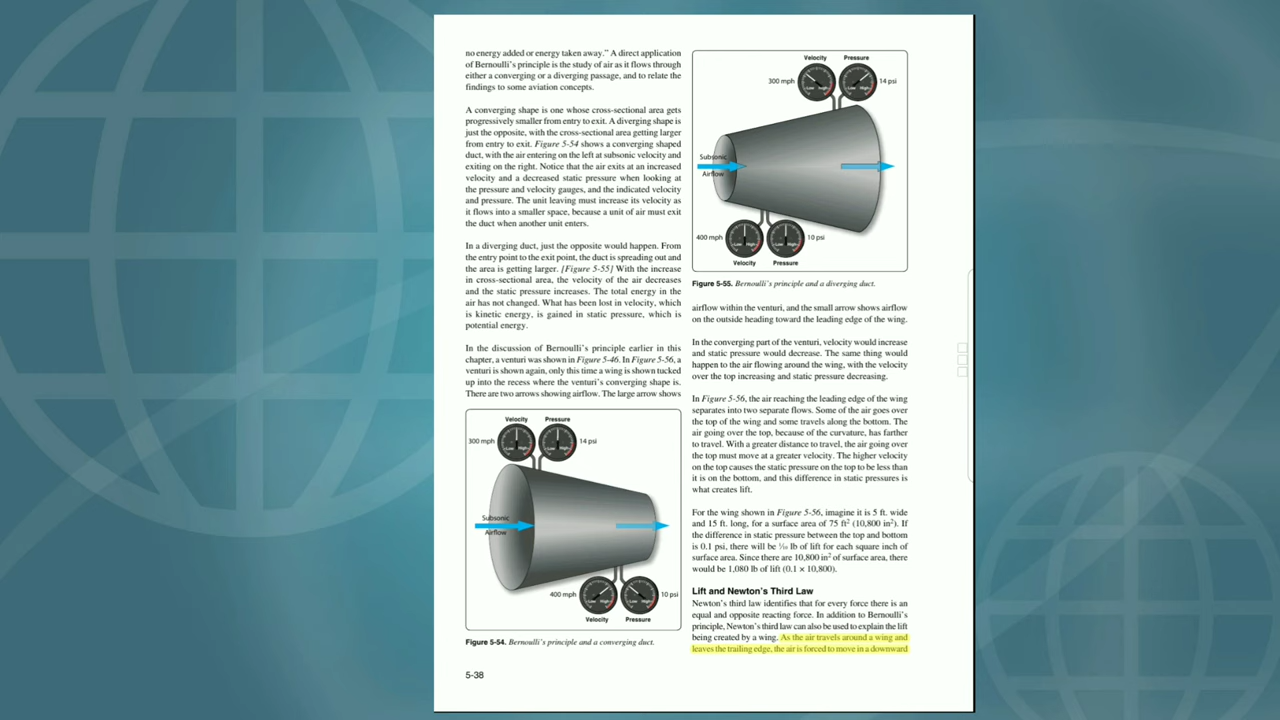 no energy added or energy taken away.” A direct application
of Bernoulli’s principle is the study of air as it flows through
either a converging or a diverging passage, and to relate the
findings to some aviation concepts.
A converging shape is one whose cross-sectional area gets
progressively smaller from entry to exit. A diverging shape is
just the opposite, with the cross-sectional area getting larger
from entry to exit. Figure 5-54 shows a converging shaped
duct, with the air entering on the left at subsonic velocity and
exiting on the right. Notice that the air exits at an increased
velocity and a decreased static pressure when looking at
the pressure and velocity gauges, and the indicated velocity
and pressure. The unit leaving must increase its velocity as
it flows into a smaller space, because a unit of air must exit
the duct when another unit enters.
In a diverging duct, just the opposite would happen. From
the entry point to the exit point, the duct is spreading out and
the area is getting larger. [Figure 5-55] With the increase
in cross-sectional area, the velocity of the air decreases
and the static pressure increases. The total energy in the
air has not changed. What has been lost in velocity, which
is kinetic energy, is gained in static pressure, which is
potential energy.
In the discussion of Bernoulli’s principle earlier in this
chapter, a venturi was shown in Figure 5-46. In Figure 5-56, a
venturi is shown again, only this time a wing is shown tucked
up into the recess where the venturi’s converging shape is.
There are two arrows showing airflow. The large arrow shows
Velocity Pressure
300 mph Low High Low High 14 psi
Subsonic
Airflow
400 mph Low High Low High 10 psi
Velocity Pressure
Figure 5-54. Bernoulli’s principle and a converging duct.
5-38
Velocity Pressure
300 mph Low High Low High 14 psi
Subsonic
Airflow
400 mph Low High Low High 10 psi
Velocity Pressure
Figure 5-55. Bernoulli’s principle and a diverging duct.
airflow within the venturi, and the small arrow shows airflow
on the outside heading toward the leading edge of the wing.
In the converging part of the venturi, velocity would increase
and static pressure would decrease. The same thing would
happen to the air flowing around the wing, with the velocity
over the top increasing and static pressure decreasing.
In Figure 5-56, the air reaching the leading edge of the wing
separates into two separate flows. Some of the air goes over
the top of the wing and some travels along the bottom. The
air going over the top, because of the curvature, has farther
to travel. With a greater distance to travel, the air going over
the top must move at a greater velocity. The higher velocity
on the top causes the static pressure on the top to be less than
it is on the bottom, and this difference in static pressures is
what creates lift.
For the wing shown in Figure 5-56, imagine it is 5 ft. wide
and 15 ft. long, for a surface area of 75 ft² (10,800 in²). If
the difference in static pressure between the top and bottom
is 0.1 psi, there will be ¹⁄₁₀ lb of lift for each square inch of
surface area. Since there are 10,800 in² of surface area, there
would be 1,080 lb of lift (0.1 × 10,800).
Lift and Newton’s Third Law
Newton’s third law identifies that for every force there is an
equal and opposite reacting force. In addition to Bernoulli’s
principle, Newton’s third law can also be used to explain the lift
being created by a wing. As the air travels around a wing and
leaves the trailing edge, the air is forced to move in a downward